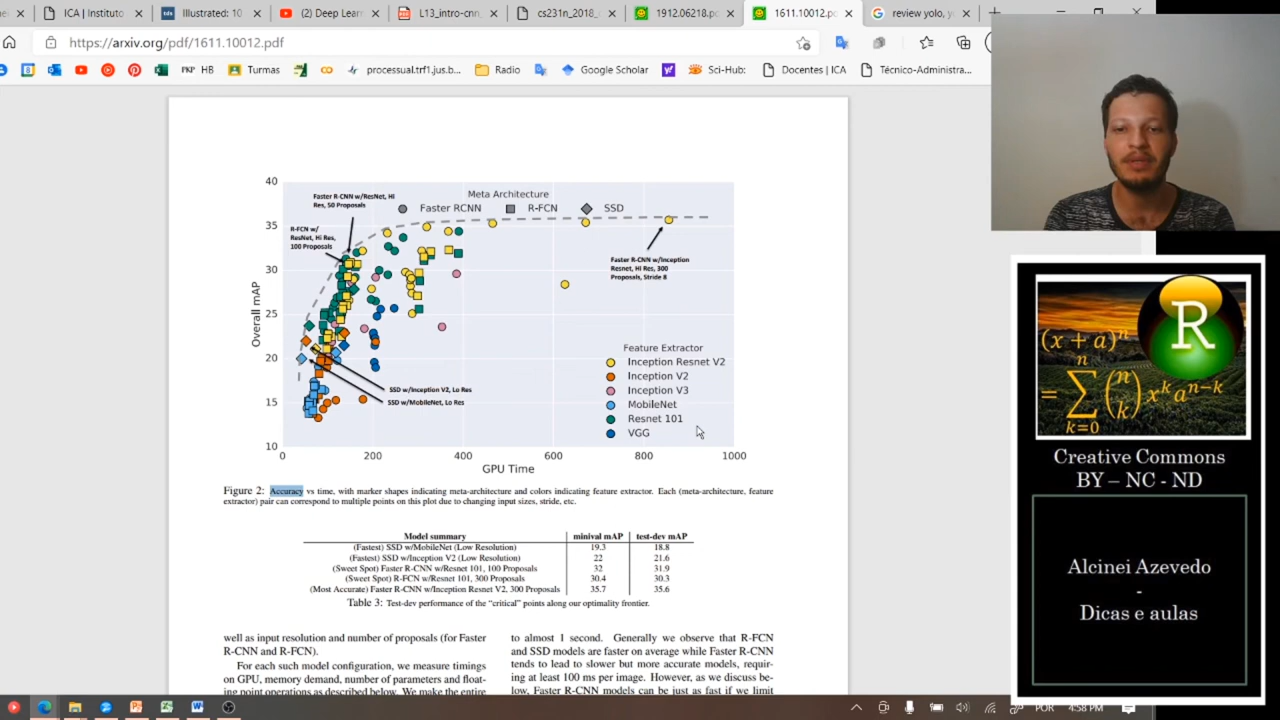 ICA | Ilustrated: 10
(2) Deep Learn
L13_intro-cnn
cs231n_2018_
1912.06218.p
1611.10012.p
review yolo, y
https://arxiv.org/pdf/1611.10012.pdf
HB
Turmas
processual.trf1.jus.b...
Radio
Google Scholar
Sci-Hub:
Docentes | ICA
Técnico-Administra...
40
35
30
25
20
15
10
Overall mAP
Faster R-CNN w/ResNet, Hi
Res, 50 Proposals
Meta Architecture
Faster RCNN
R-FCN
SSD
R-FCN w/
ResNet, Hi Res,
100 Proposals
Faster R-CNN w/Inception
Resnet, Hi Res, 300
Proposals, Stride 8
Feature Extractor
Inception Resnet V2
Inception V2
Inception V3
MobileNet
Resnet 101
VGG
SSD w/Inception V2, Lo Res
SSD w/MobileNet, Lo Res
0 200 400 600 800 1000
GPU Time
Figure 2: Accuracy vs time, with marker shapes indicating meta-architecture and colors indicating feature extractor. Each (meta-architecture, feature
extractor) pair can correspond to multiple points on this plot due to changing input sizes, stride, etc.
Model summary minival mAP test-dev mAP
(Fastest) SSD w/MobileNet (Low Resolution) 19.3 18.8
(Fastest) SSD w/Inception V2 (Low Resolution) 22 21.6
(Sweet Spot) Faster R-CNN w/Resnet 101, 100 Proposals 32 31.9
(Sweet Spot) R-FCN w/Resnet 101, 300 Proposals 30.4 30.3
(Most Accurate) Faster R-CNN w/Inception Resnet V2, 300 Proposals 35.7 35.6
Table 3: Test-dev performance of the “critical” points along our optimality frontier.
well as input resolution and number of proposals (for Faster
R-CNN and R-FCN).
For each such model configuration, we measure timings
on GPU, memory demand, number of parameters and float-
ing point operations as described below. We make the entire
to almost 1 second. Generally we observe that R-FCN
and SSD models are faster on average while Faster R-CNN
tends to lead to slower but more accurate models, requir-
ing at least 100 ms per image. However, as we discuss be-
low, Faster R-CNN models can be just as fast if we limit
R
(x + a)^n
= ∑ n k=0 (n k) x^k a^{n-k}
Creative Commons
BY – NC - ND
Alcinei Azevedo
-
Dicas e aulas
POR
4:58 PM